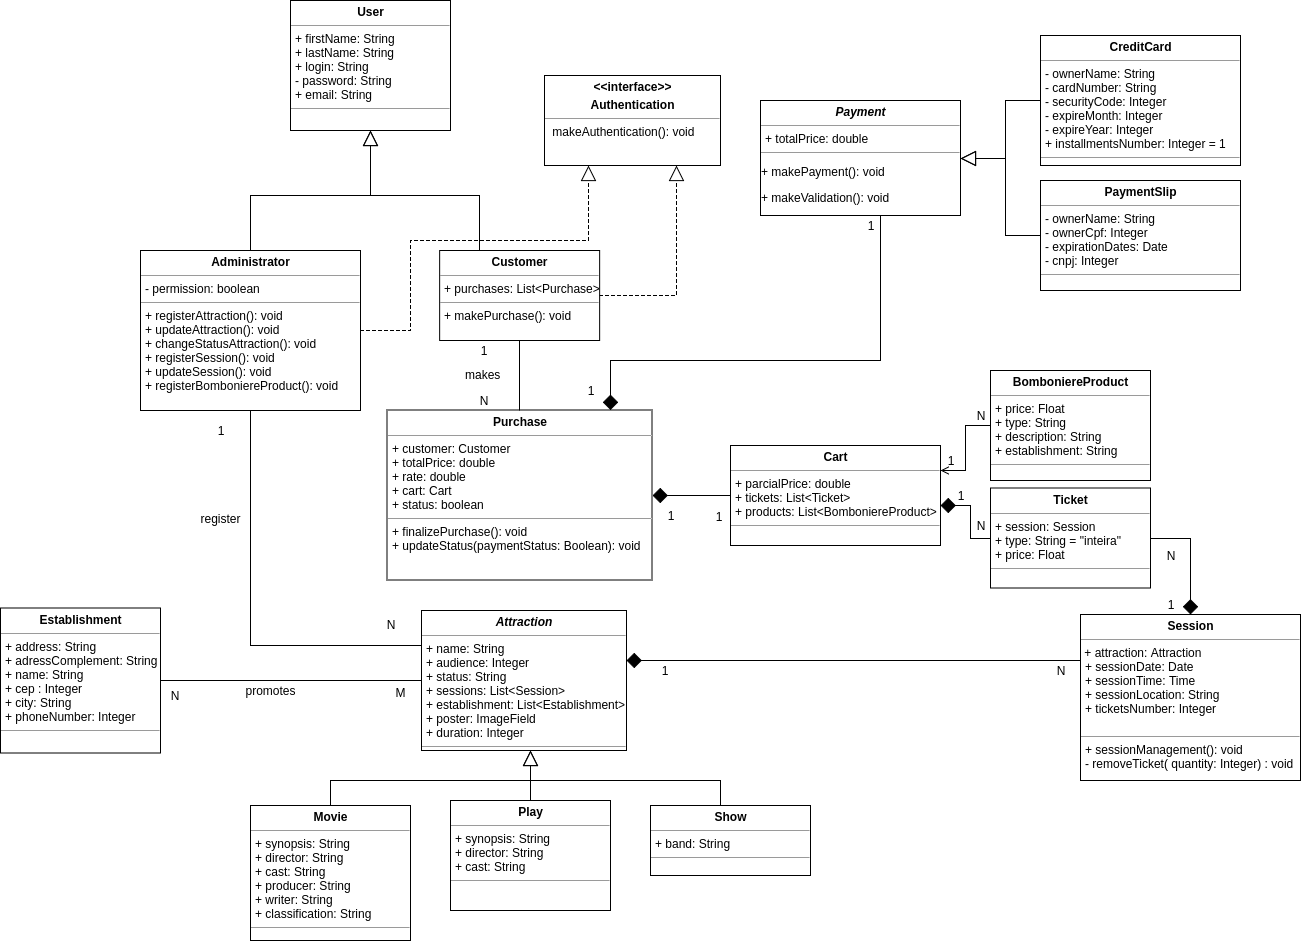 User
+ firstName: String
+ lastName: String
+ login: String
- password: String
+ email: String
<<interface>>
Authentication
makeAuthentication(): void
Payment
+ totalPrice: double
+ makePayment(): void
+ makeValidation(): void
1
CreditCard
- ownerName: String
- cardNumber: String
- securityCode: Integer
- expireMonth: Integer
- expireYear: Integer
+ installmentsNumber: Integer = 1
PaymentSlip
- ownerName: String
- ownerCpf: Integer
- expirationDates: Date
- cnpj: Integer
Administrator
- permission: boolean
+ registerAttraction(): void
+ updateAttraction(): void
+ changeStatusAttraction(): void
+ registerSession(): void
+ updateSession(): void
+ registerBomboniereProduct(): void
1
register
N
Customer
+ purchases: List<Purchase>
+ makePurchase(): void
1
makes
N
1
Purchase
+ customer: Customer
+ totalPrice: double
+ rate: double
+ cart: Cart
+ status: boolean
+ finalizePurchase(): void
+ updateStatus(paymentStatus: Boolean): void
1
1
Cart
+ parcialPrice: double
+ tickets: List<Ticket>
+ products: List<BomboniereProduct>
1
N
1
N
BomboniereProduct
+ price: Float
+ type: String
+ description: String
+ establishment: String
Ticket
+ session: Session
+ type: String = "inteira"
+ price: Float
N
1
Establishment
+ address: String
+ adressComplement: String
+ name: String
+ cep : Integer
+ city: String
+ phoneNumber: Integer
N
promotes
M
Attraction
+ name: String
+ audience: Integer
+ status: String
+ sessions: List<Session>
+ establishment: List<Establishment>
+ poster: ImageField
+ duration: Integer
1
N
Session
+ attraction: Attraction
+ sessionDate: Date
+ sessionTime: Time
+ sessionLocation: String
+ ticketsNumber: Integer
+ sessionManagement(): void
- removeTicket( quantity: Integer) : void
Movie
+ synopsis: String
+ director: String
+ cast: String
+ producer: String
+ writer: String
+ classification: String
Play
+ synopsis: String
+ director: String
+ cast: String
Show
+ band: String